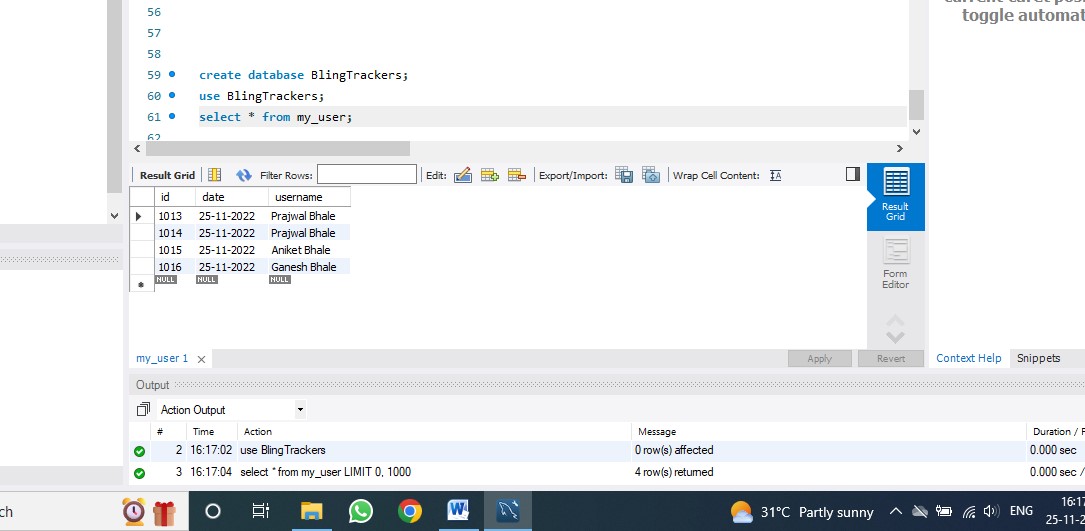 current caret pos
toggle automat
56
57
58
59 create database BlingTrackers;
60 use BlingTrackers;
61 select * from my_user;
62
Result Grid Filter Rows: Edit: Export/Import: Wrap Cell Content: IA
id date username
1013 25-11-2022 Prajwal Bhale
1014 25-11-2022 Prajwal Bhale
1015 25-11-2022 Aniket Bhale
1016 25-11-2022 Ganesh Bhale
NULL NULL NULL
Result
Grid
Form
Editor
my_user 1 Apply Revert Context Help Snippets
Output
Action Output
# Time Action Message Duration / F
2 16:17:02 use BlingTrackers 0 row(s) affected 0.000 sec
3 16:17:04 select * from my_user LIMIT 0, 1000 4 row(s) returned 0.000 sec /
ch W 31°C Partly sunny ENG 16:17
25-11-2